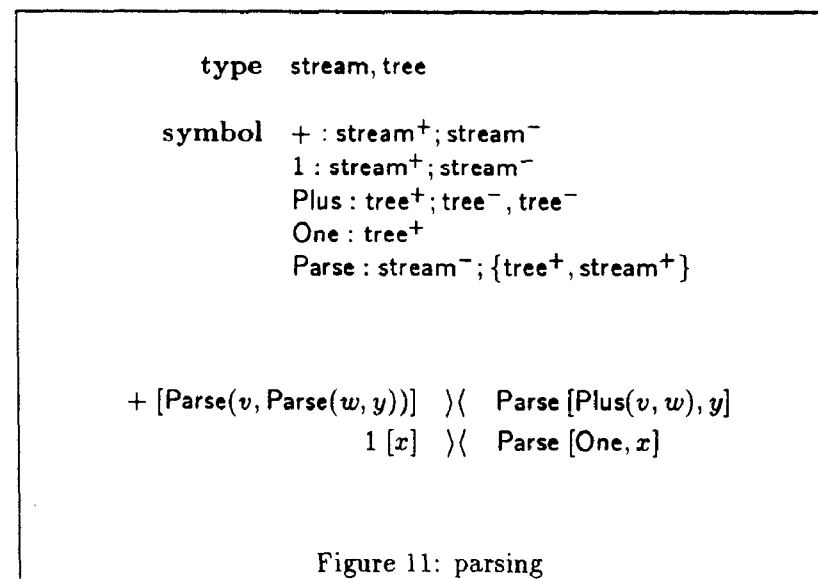 type stream, tree
symbol + : stream⁺; stream⁻
1 : stream⁺; stream⁻
Plus : tree⁺; tree⁻, tree⁻
One : tree⁺
Parse : stream⁻; {tree⁺, stream⁺}
+ [Parse(v, Parse(w, y))] ⟩⟨ Parse [Plus(v, w), y]
1 [x] ⟩⟨ Parse [One, x]
Figure 11: parsing